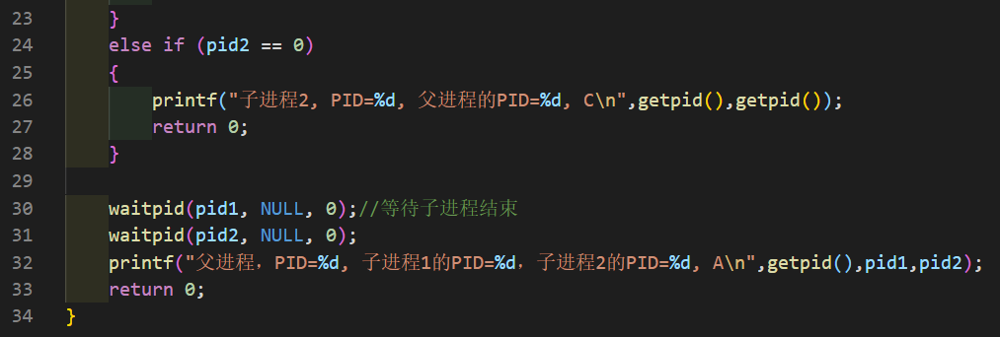 23 }
24 else if (pid2 == 0)
25 {
26 printf("子进程2, PID=%d, 父进程的PID=%d, C\n",getpid(),getpid());
27 return 0;
28 }
29
30 waitpid(pid1, NULL, 0);//等待子进程结束
31 waitpid(pid2, NULL, 0);
32 printf("父进程，PID=%d, 子进程1的PID=%d，子进程2的PID=%d, A\n",getpid(),pid1,pid2);
33 return 0;
34 }